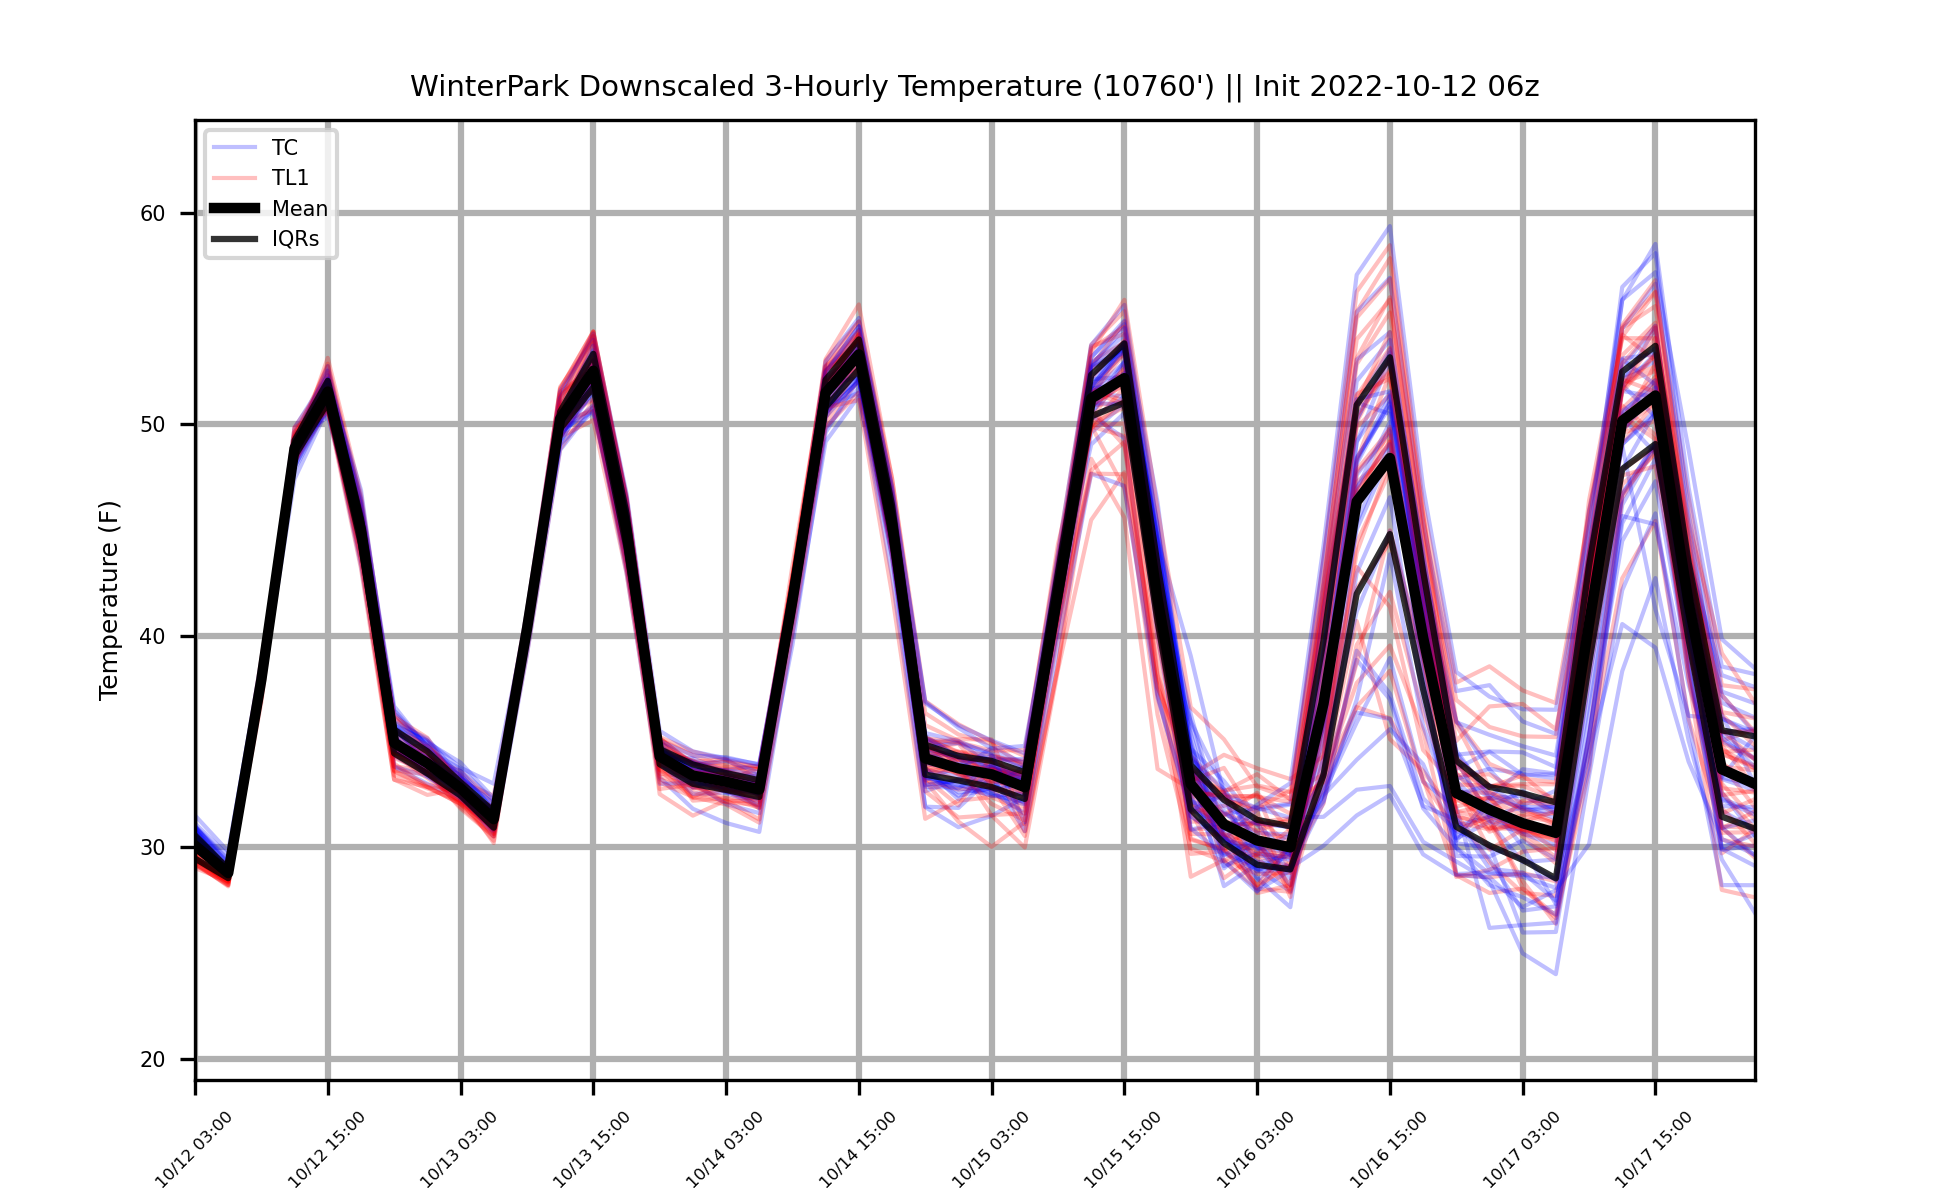 WinterPark Downscaled 3-Hourly Temperature (10760') || Init 2022-10-12 06z
TC
TL1
Mean
IQRs
Temperature (F)
60
50
40
30
20
10/12 03:00
10/12 15:00
10/13 03:00
10/13 15:00
10/14 03:00
10/14 15:00
10/15 03:00
10/15 15:00
10/16 03:00
10/16 15:00
10/17 03:00
10/17 15:00